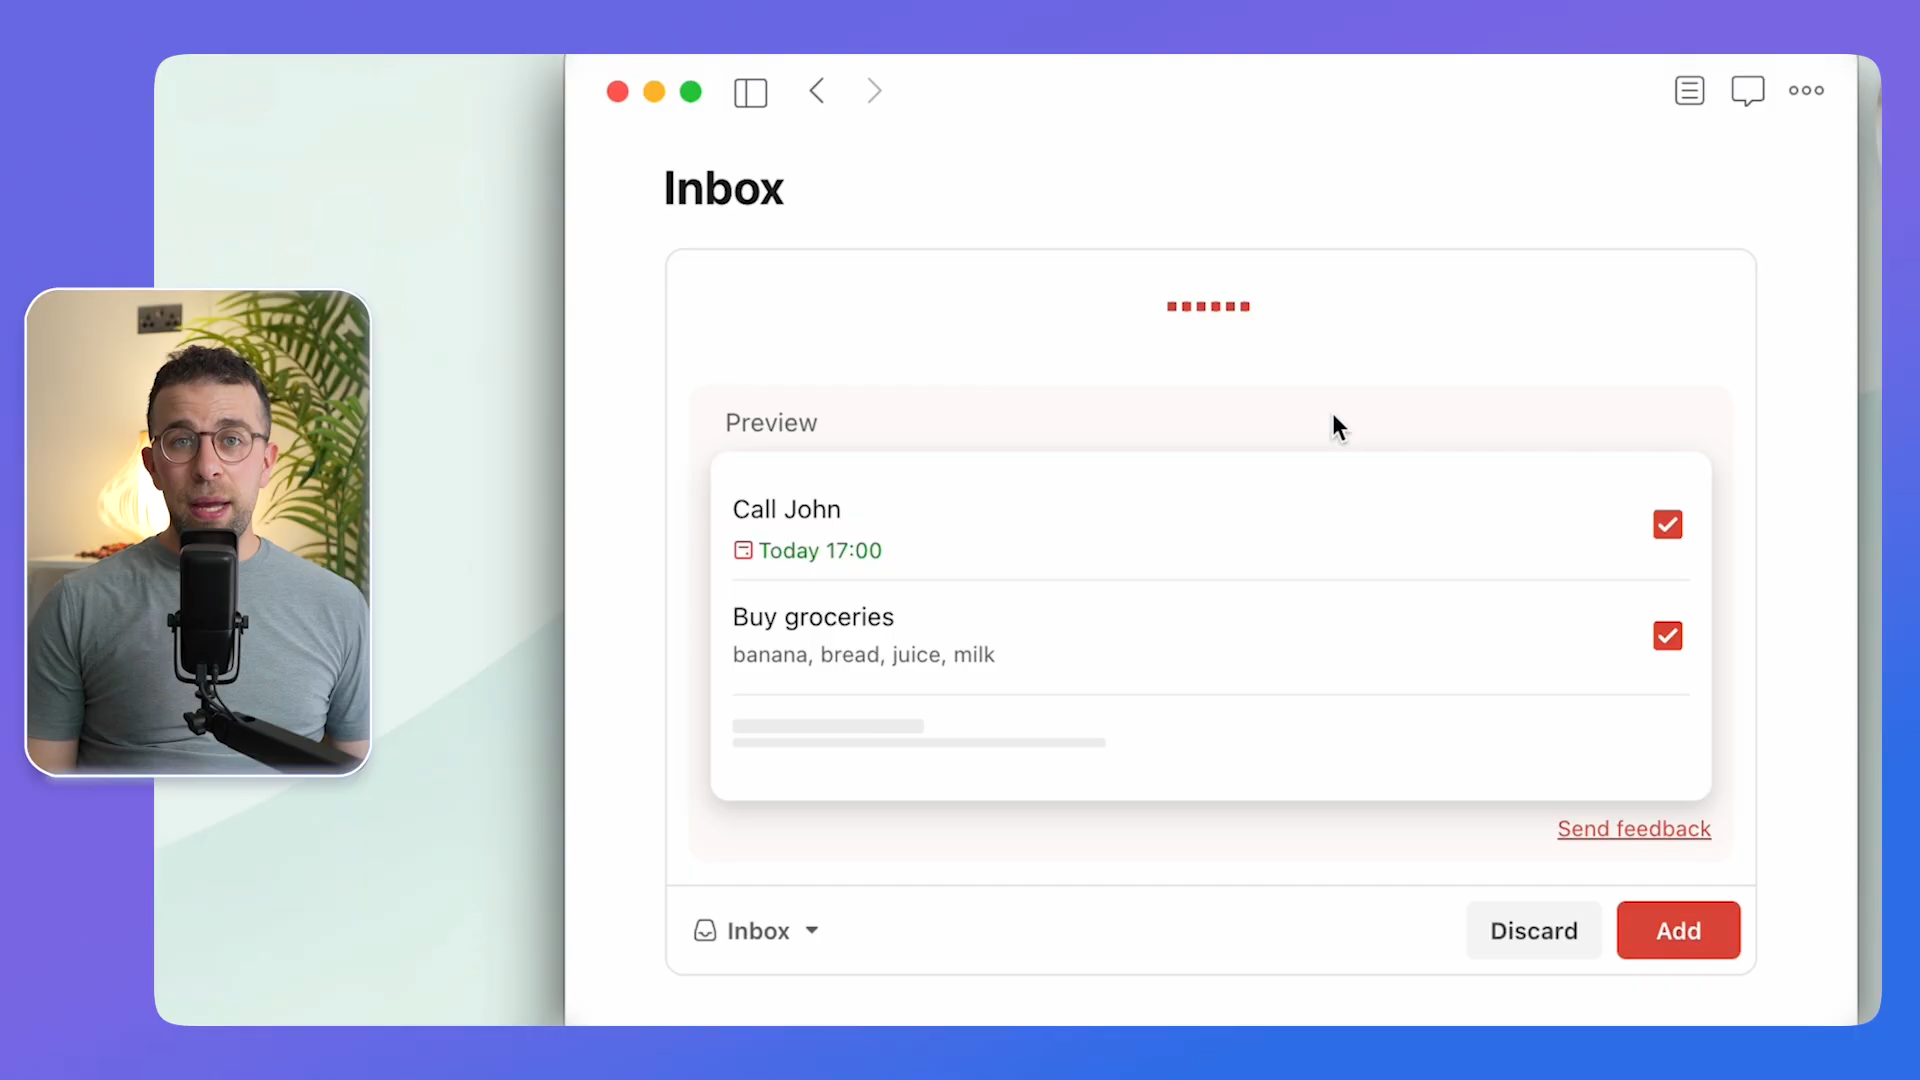 Inbox
Preview
Call John
Today 17:00
Buy groceries
banana, bread, juice, milk
Send feedback
Inbox
Discard
Add